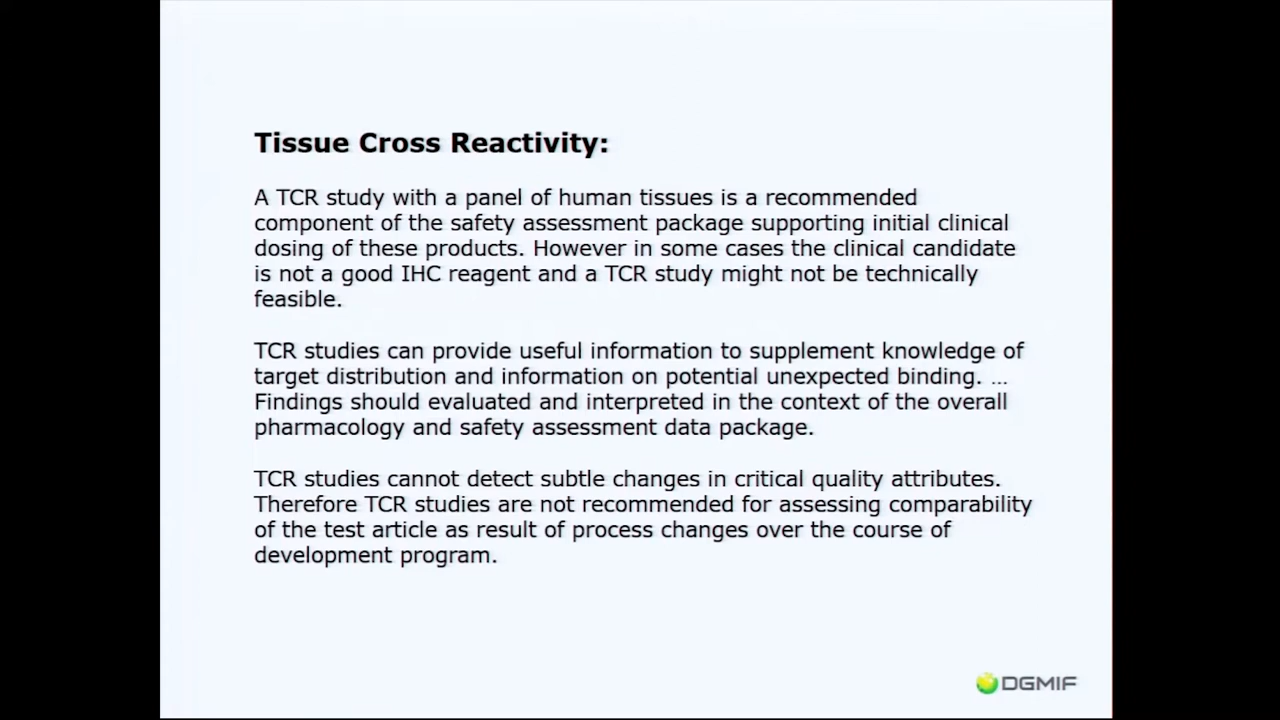 Tissue Cross Reactivity:
A TCR study with a panel of human tissues is a recommended
component of the safety assessment package supporting initial clinical
dosing of these products. However in some cases the clinical candidate
is not a good IHC reagent and a TCR study might not be technically
feasible.
TCR studies can provide useful information to supplement knowledge of
target distribution and information on potential unexpected binding. …
Findings should evaluated and interpreted in the context of the overall
pharmacology and safety assessment data package.
TCR studies cannot detect subtle changes in critical quality attributes.
Therefore TCR studies are not recommended for assessing comparability
of the test article as result of process changes over the course of
development program.
DGMIF